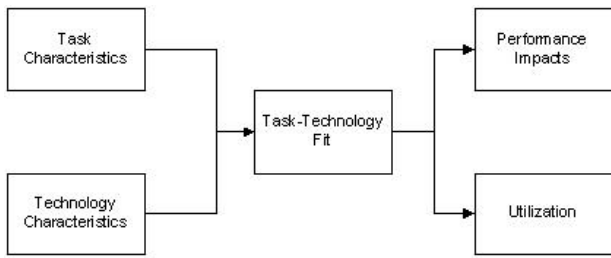 Task
Characteristics
Technology
Characteristics
Task-Technology
Fit
Performance
Impacts
Utilization